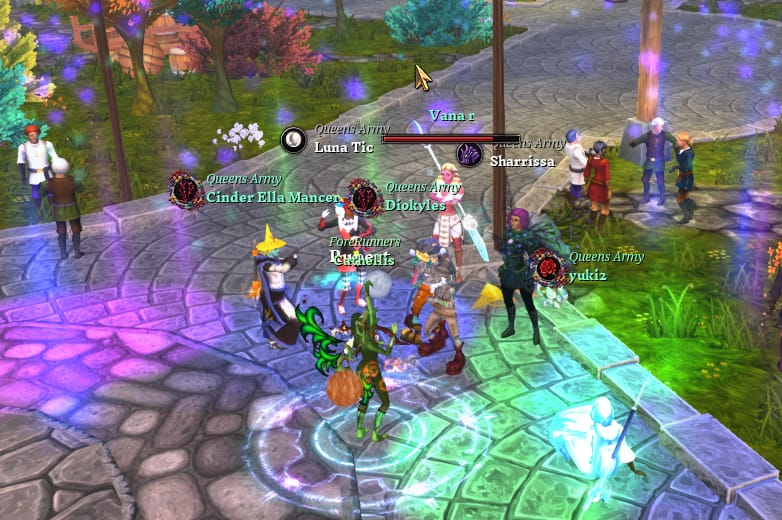 Vana 1
Queens Army
Luna Tic
Queens Army
Sharrissa
Queens Army
Cinder Ella Mancer
Queens Army
Diokyles
ForeRunners
Queens Army
yuki2